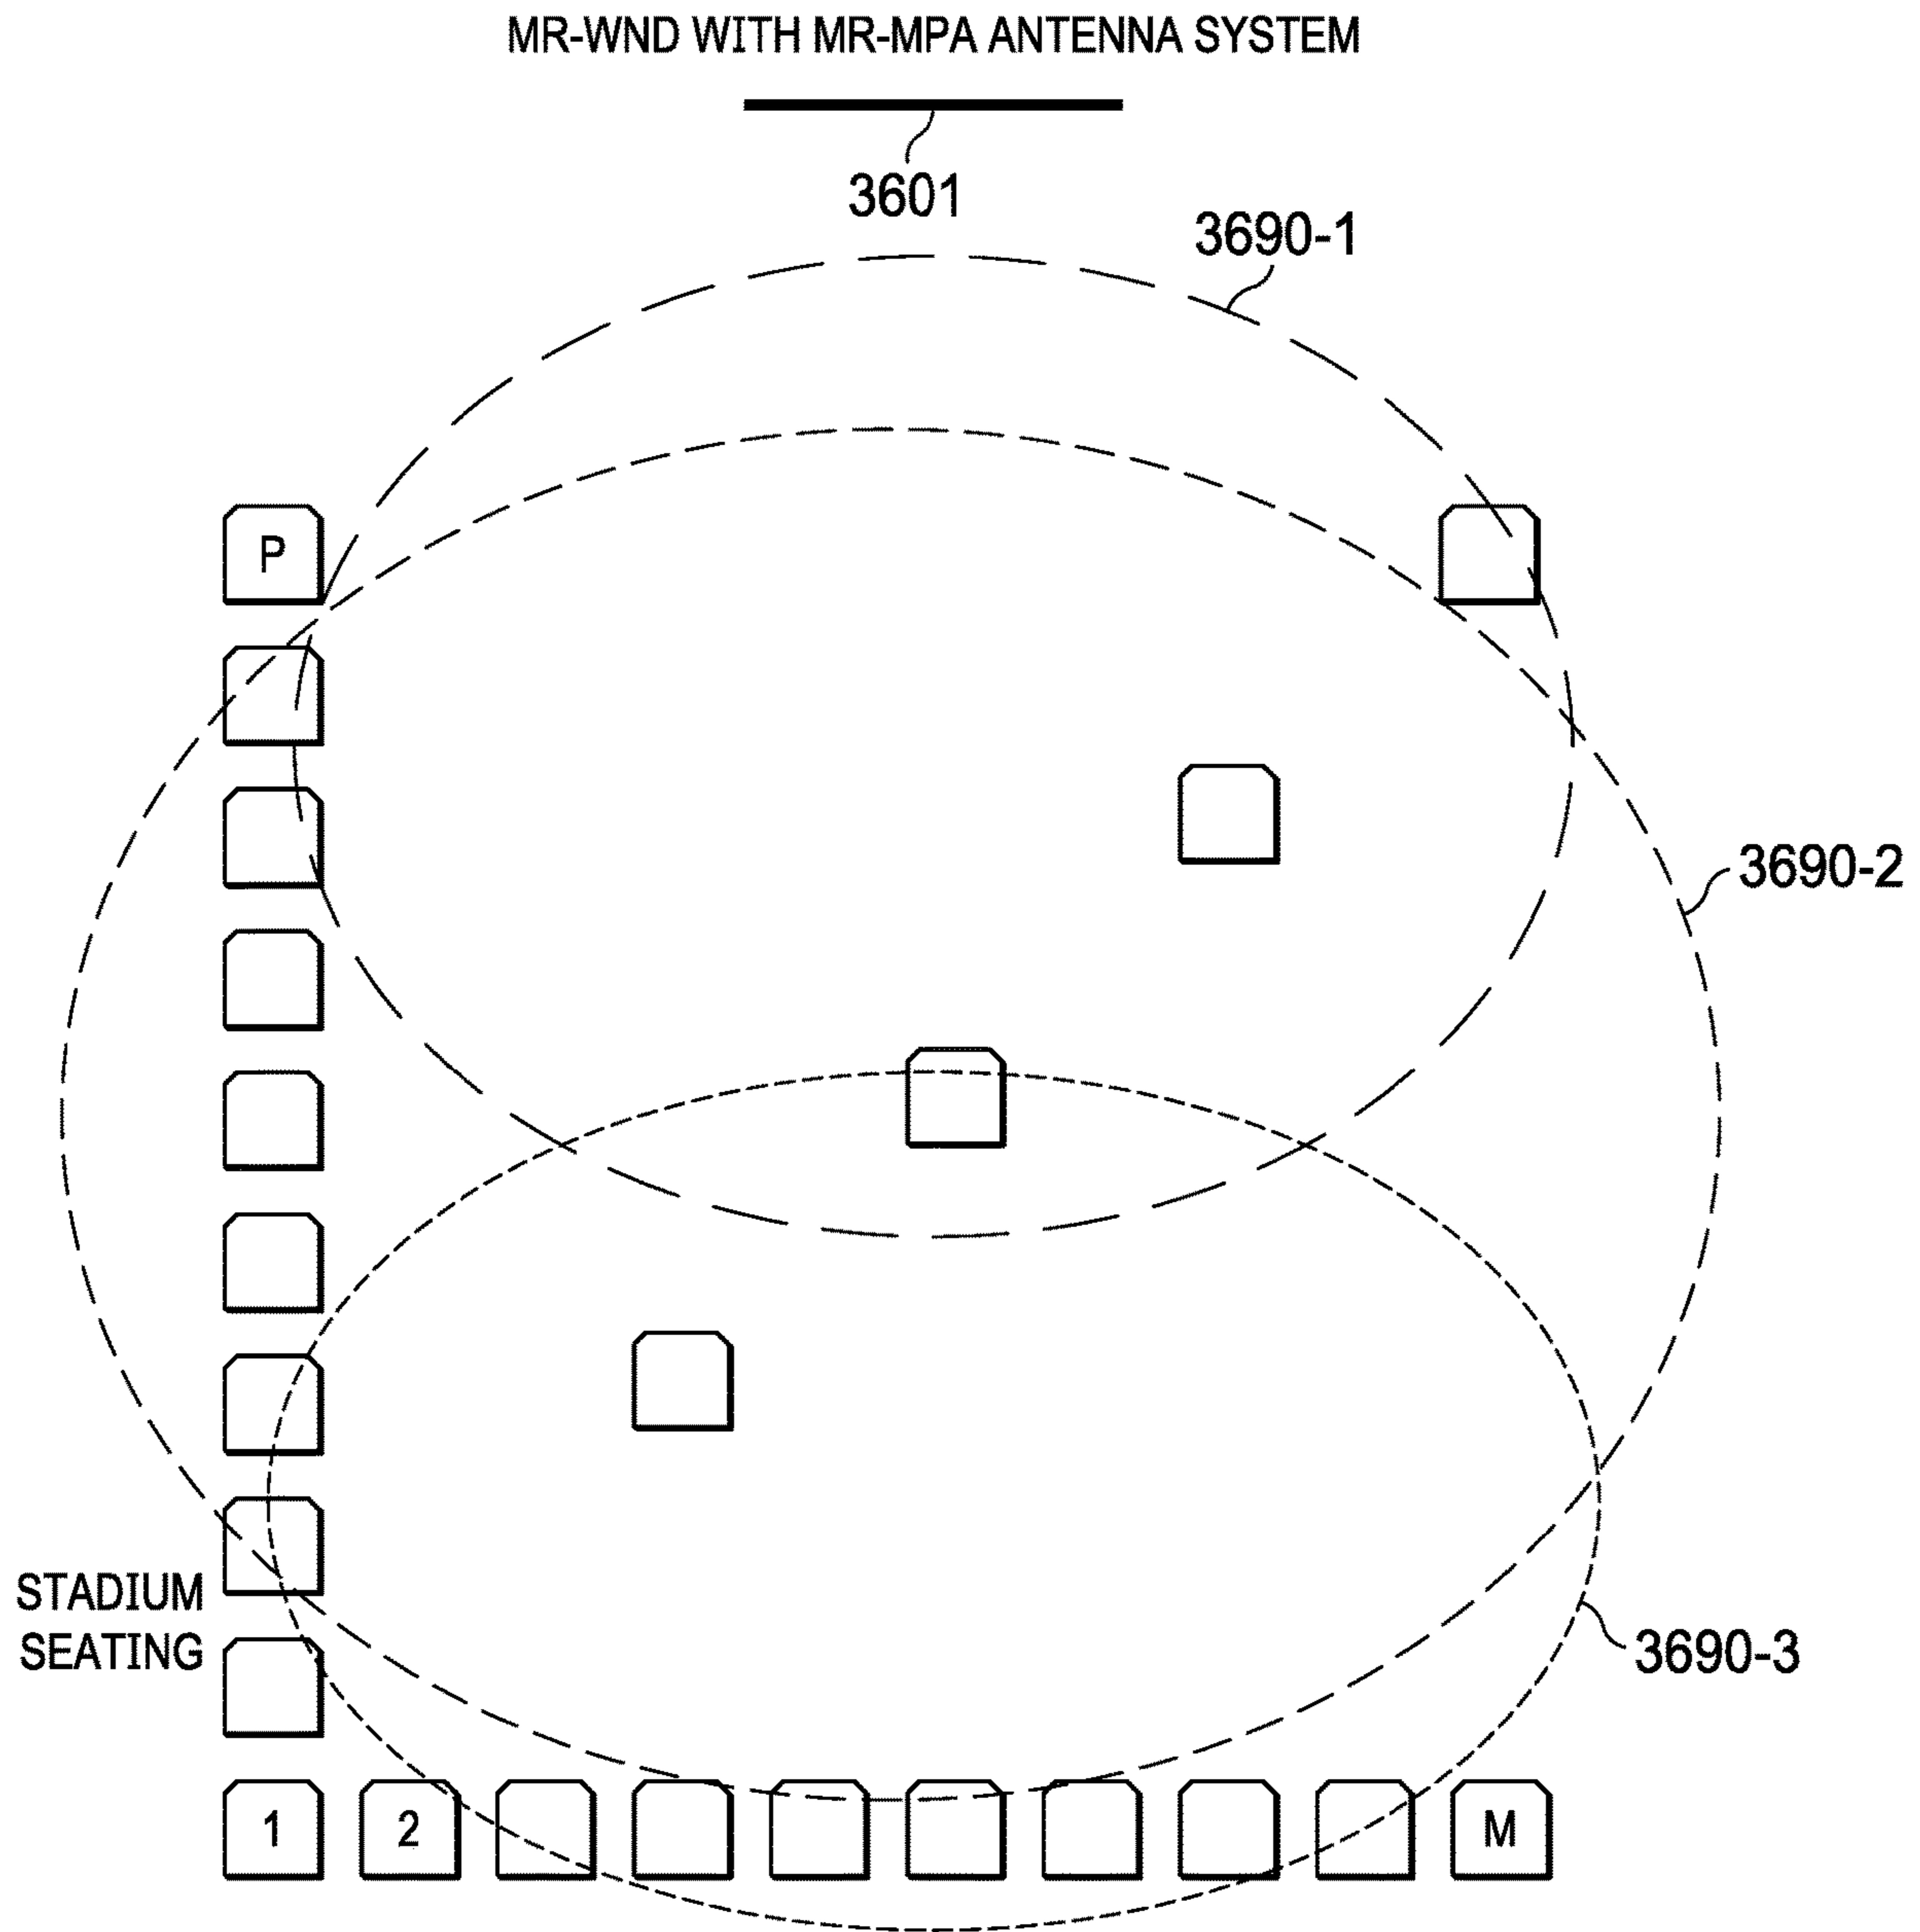 MR-WND WITH MR-MPA ANTENNA SYSTEM
3601
3690-1
P
3690-2
STADIUM
SEATING
3690-3
1 2 M